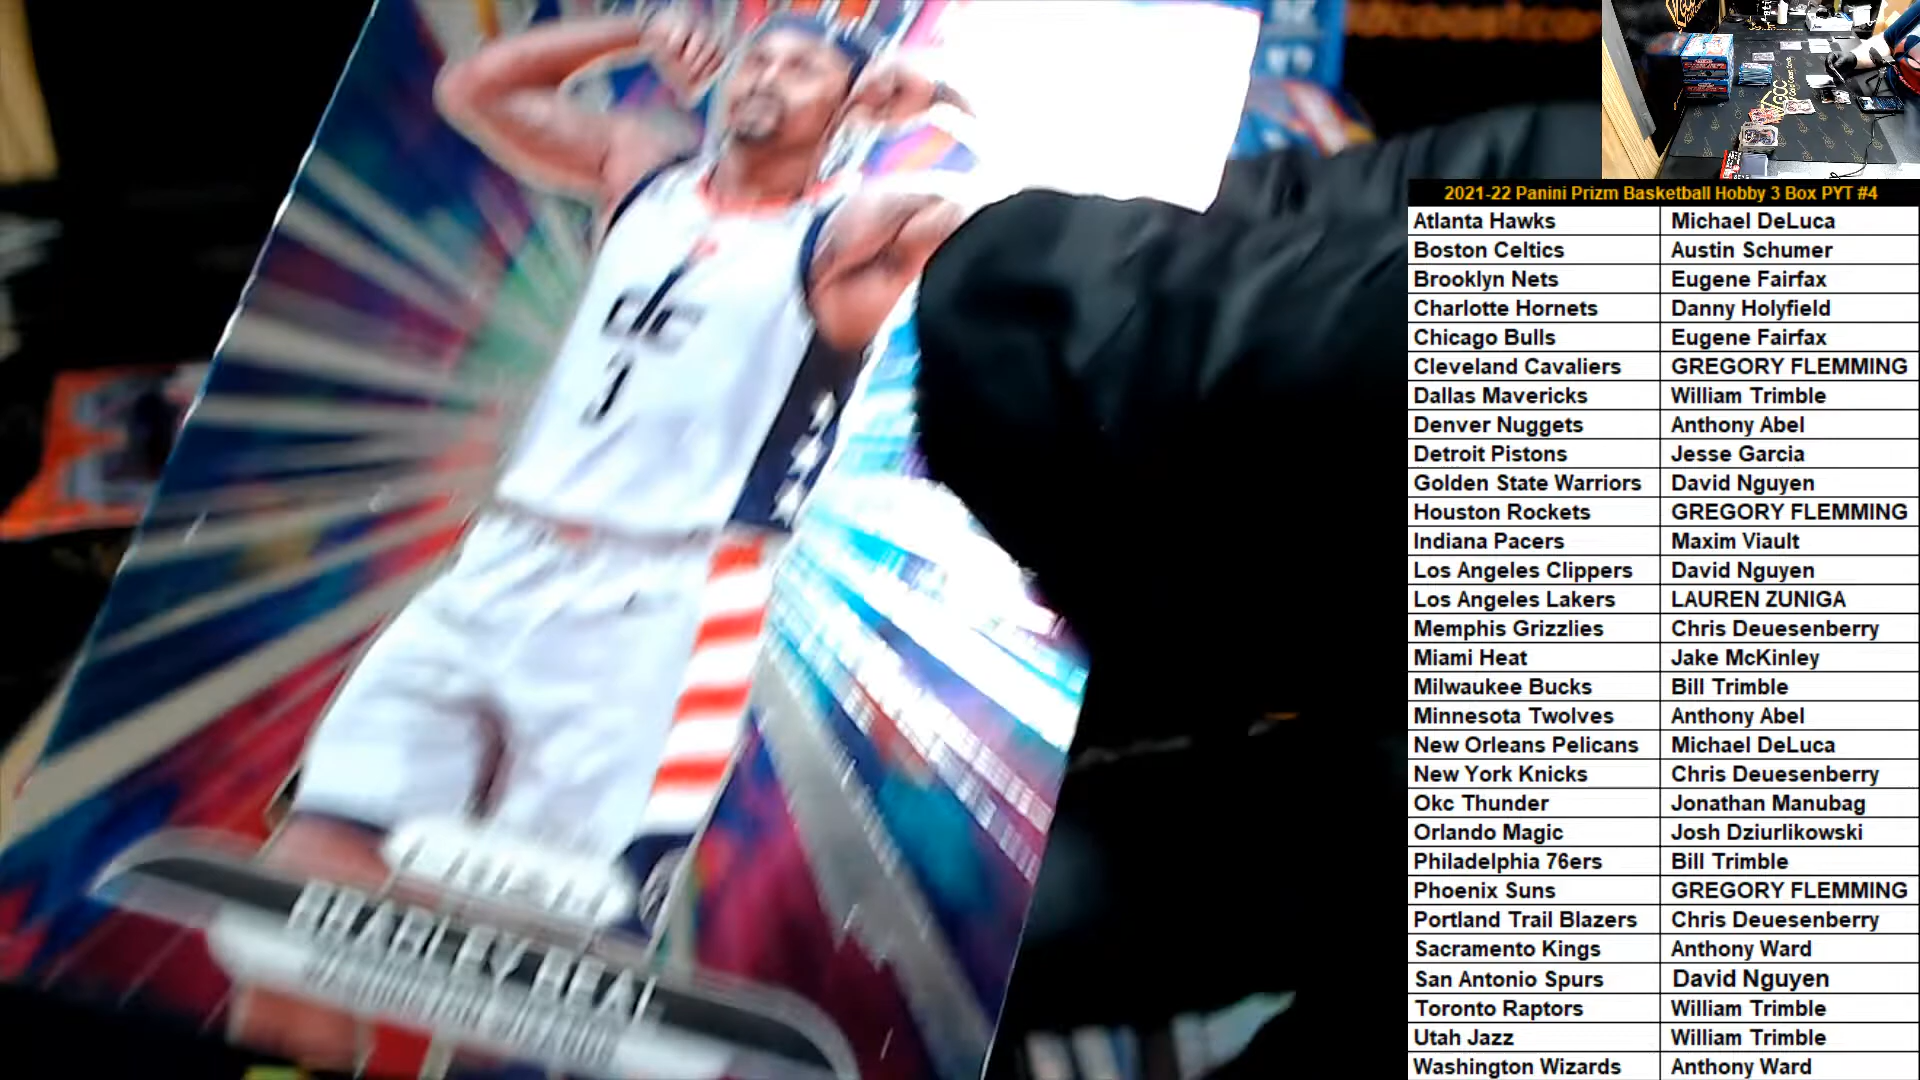 2021-22 Panini Prizm Basketball Hobby 3 Box PYT #4
Atlanta Hawks Michael DeLuca
Boston Celtics Austin Schumer
Brooklyn Nets Eugene Fairfax
Charlotte Hornets Danny Holyfield
Chicago Bulls Eugene Fairfax
Cleveland Cavaliers GREGORY FLEMMING
Dallas Mavericks William Trimble
Denver Nuggets Anthony Abel
Detroit Pistons Jesse Garcia
Golden State Warriors David Nguyen
Houston Rockets GREGORY FLEMMING
Indiana Pacers Maxim Viault
Los Angeles Clippers David Nguyen
Los Angeles Lakers LAUREN ZUNIGA
Memphis Grizzlies Chris Deuesenberry
Miami Heat Jake McKinley
Milwaukee Bucks Bill Trimble
Minnesota Twolves Anthony Abel
New Orleans Pelicans Michael DeLuca
New York Knicks Chris Deuesenberry
Okc Thunder Jonathan Manubag
Orlando Magic Josh Dziurlikowski
Philadelphia 76ers Bill Trimble
Phoenix Suns GREGORY FLEMMING
Portland Trail Blazers Chris Deuesenberry
Sacramento Kings Anthony Ward
San Antonio Spurs David Nguyen
Toronto Raptors William Trimble
Utah Jazz William Trimble
Washington Wizards Anthony Ward
dc
3
BRADLEY BEAL
WASHINGTON WIZARDS
GCC